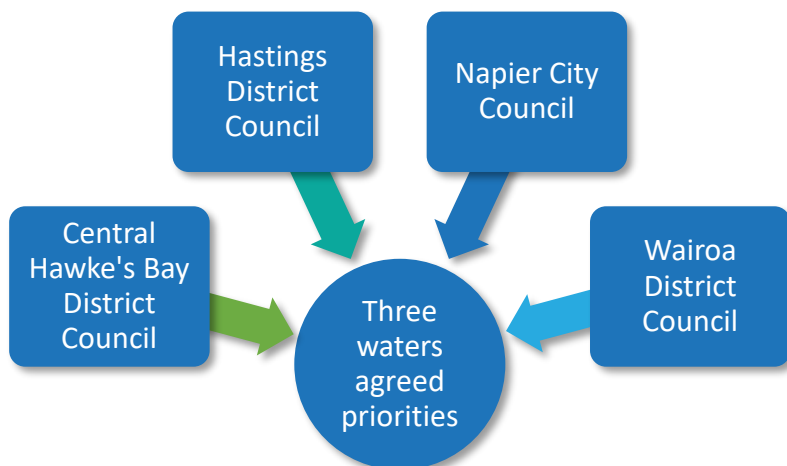 Hastings
District
Council
Napier City
Council
Central
Hawke's Bay
District
Council
Wairoa
District
Council
Three
waters
agreed
priorities